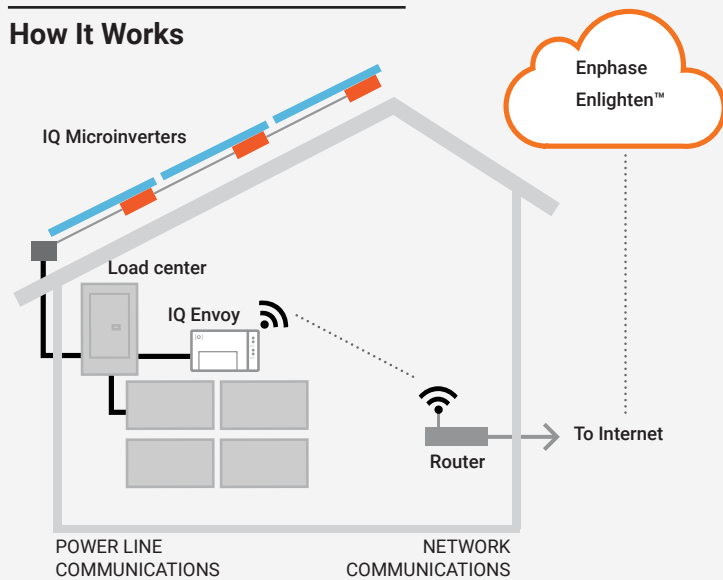 How It Works
Enphase
Enlighten™
IQ Microinverters
Load center
IQ Envoy
To Internet
Router
POWER LINE
COMMUNICATIONS
NETWORK
COMMUNICATIONS